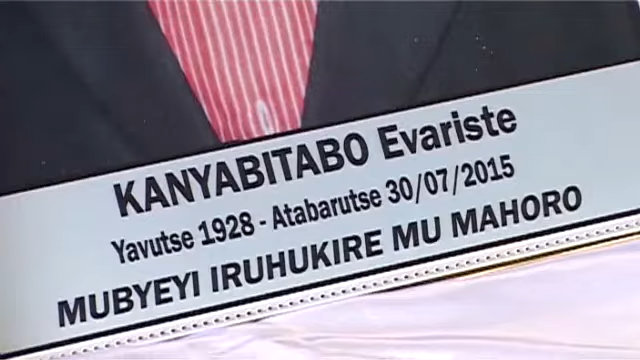 KANYABITABO Evariste
Yavutse 1928 - Atabarutse 30/07/2015
MUBYEYI IRUHUKIRE MU MAHORO